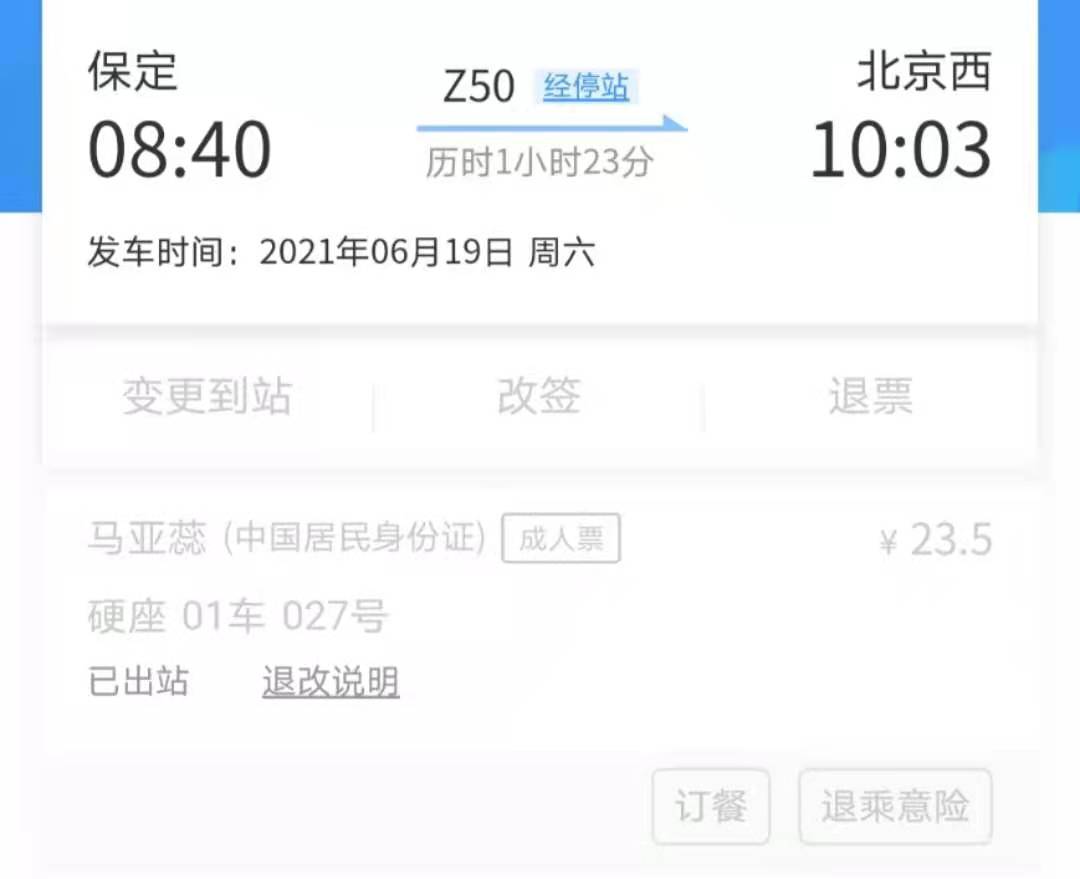 保定
Z50 经停站
北京西
08:40
10:03
历时1小时23分
发车时间：2021年06月19日 周六
变更到站
改签
退票
马亚蕊 (中国居民身份证) 成人票 ¥ 23.5
硬座 01车 027号
已出站 退改说明
订餐 退乘意险